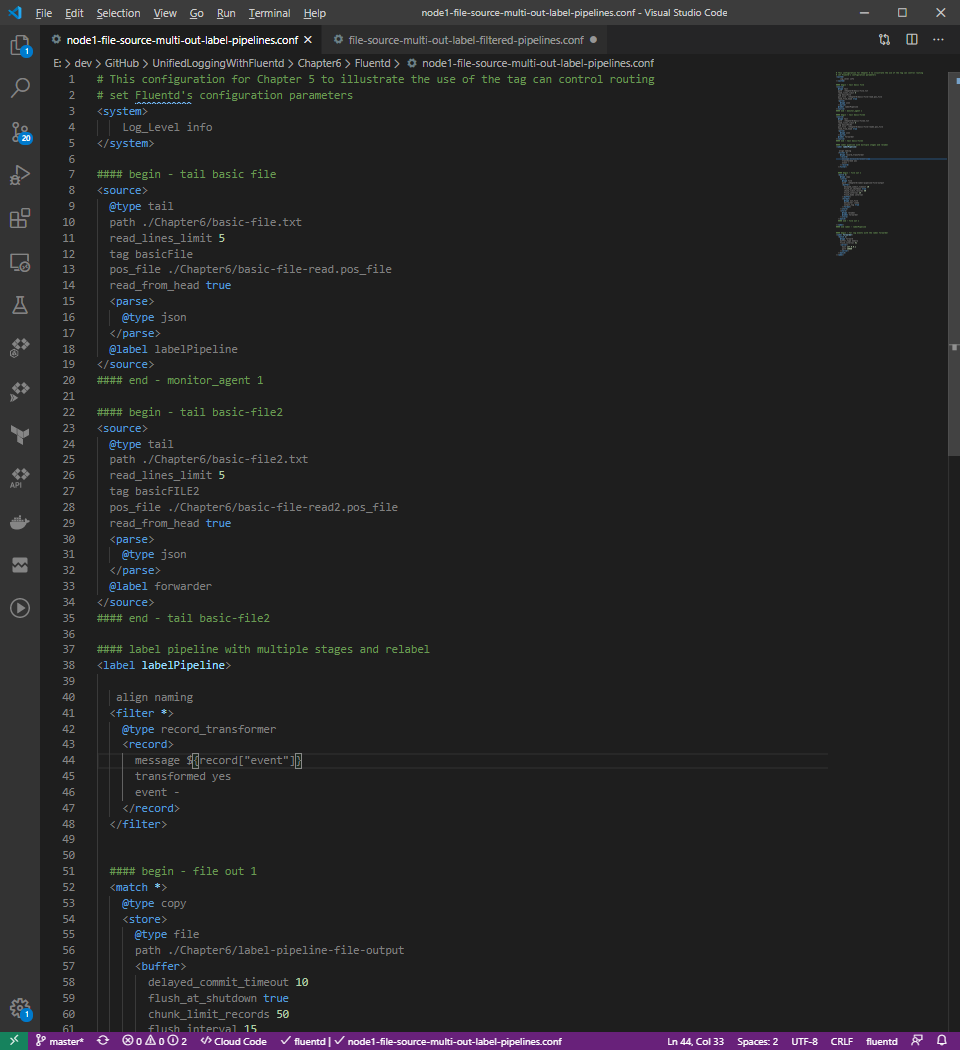 File Edit Selection View Go Run Terminal Help node1-file-source-multi-out-label-pipelines.conf - Visual Studio Code
node1-file-source-multi-out-label-pipelines.conf file-source-multi-out-label-filtered-pipelines.conf
E: > dev > GitHub > UnifiedLoggingWithFluentd > Chapter6 > Fluentd > node1-file-source-multi-out-label-pipelines.conf
1 # This configuration for Chapter 5 to illustrate the use of the tag can control routing
2 # set Fluentd's configuration parameters
3 <system>
4 Log_Level info
5 </system>
6
7 #### begin - tail basic file
8 <source>
9 @type tail
10 path ./Chapter6/basic-file.txt
11 read_lines_limit 5
12 tag basicFile
13 pos_file ./Chapter6/basic-file-read.pos_file
14 read_from_head true
15 <parse>
16 @type json
17 </parse>
18 @label labelPipeline
19 </source>
20 #### end - monitor_agent 1
21
22 #### begin - tail basic-file2
23 <source>
24 @type tail
25 path ./Chapter6/basic-file2.txt
26 read_lines_limit 5
27 tag basicFILE2
28 pos_file ./Chapter6/basic-file-read2.pos_file
29 read_from_head true
30 <parse>
31 @type json
32 </parse>
33 @label forwarder
34 </source>
35 #### end - tail basic-file2
36
37 #### label pipeline with multiple stages and relabel
38 <label labelPipeline>
39
40 align naming
41 <filter *>
42 @type record_transformer
43 <record>
44 message ${record["event"]}
45 transformed yes
46 event -
47 </record>
48 </filter>
49
50
51 #### begin - file out 1
52 <match *>
53 @type copy
54 <store>
55 @type file
56 path ./Chapter6/label-pipeline-file-output
57 <buffer>
58 delayed_commit_timeout 10
59 flush_at_shutdown true
60 chunk_limit_records 50
61 flush_interval 15
1
20
API
1
master* 0 0 2 Cloud Code fluentd | node1-file-source-multi-out-label-pipelines.conf Ln 44, Col 33 Spaces: 2 UTF-8 CRLF fluentd